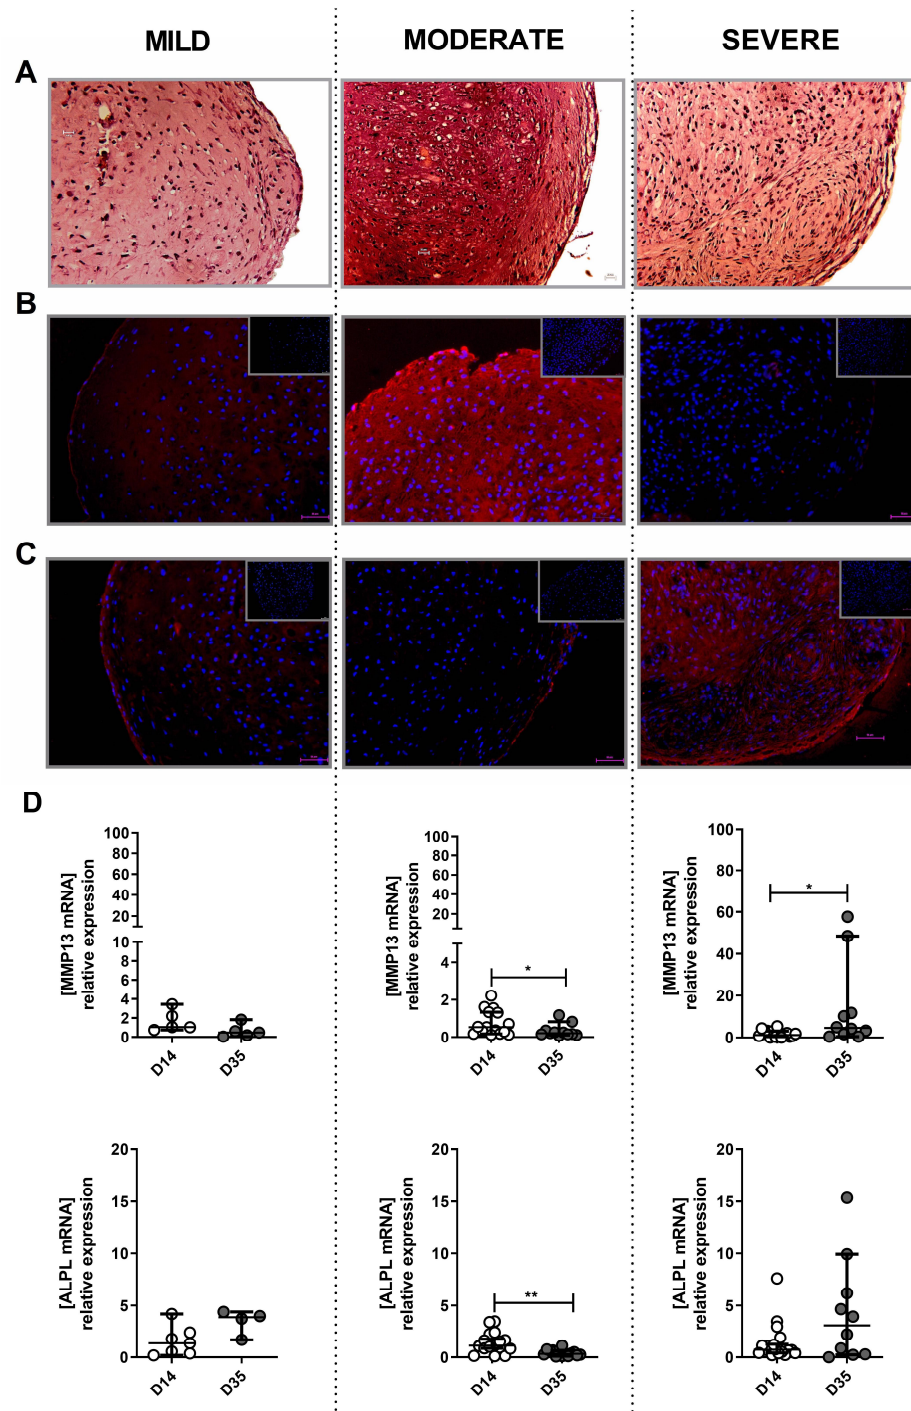 MILD MODERATE SEVERE
A
B
C
D
[MMP13 mRNA]
relative expression
100
80
60
40
20
10
8
6
4
2
0
D14 D35
[MMP13 mRNA]
relative expression
100
80
60
40
20
4
2
0
*
D14 D35
[MMP13 mRNA]
relative expression
100
80
60
40
20
0
*
D14 D35
[ALPL mRNA]
relative expression
20
15
10
5
0
D14 D35
[ALPL mRNA]
relative expression
20
15
10
5
0
**
D14 D35
[ALPL mRNA]
relative expression
20
15
10
5
0
D14 D35